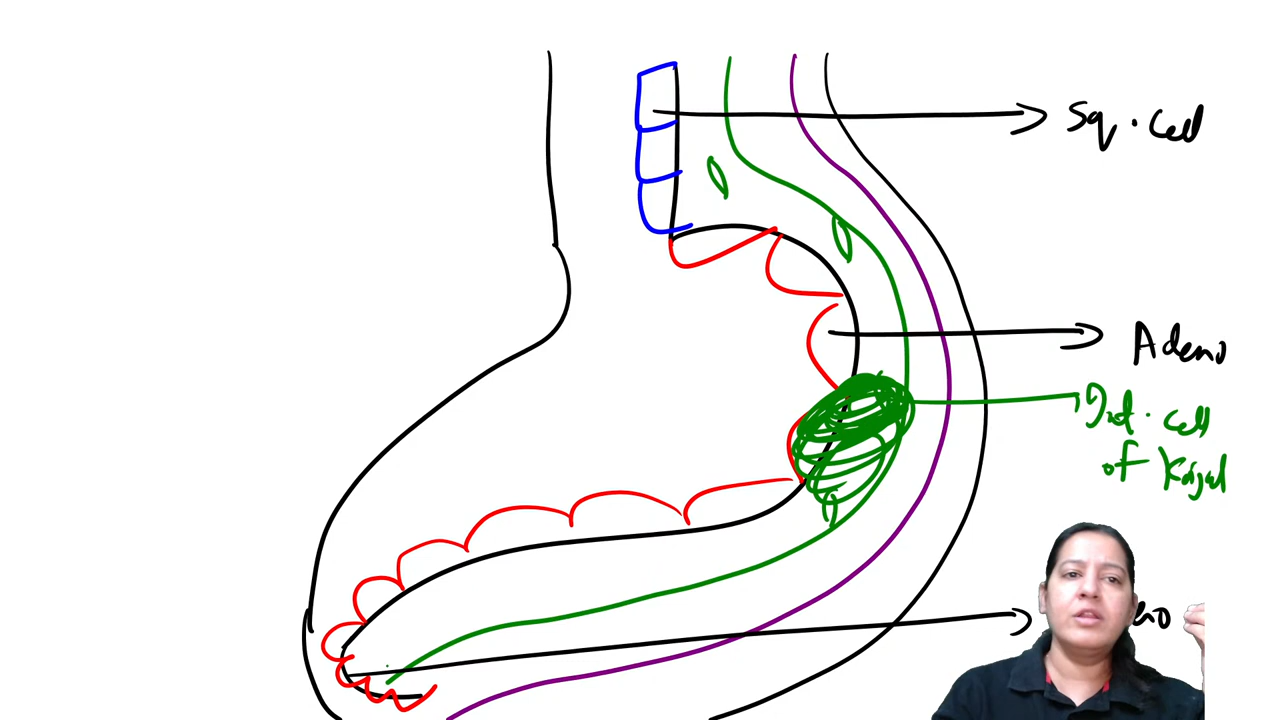 Sq. Cell
Adeno
Int. Cell
of Kajal